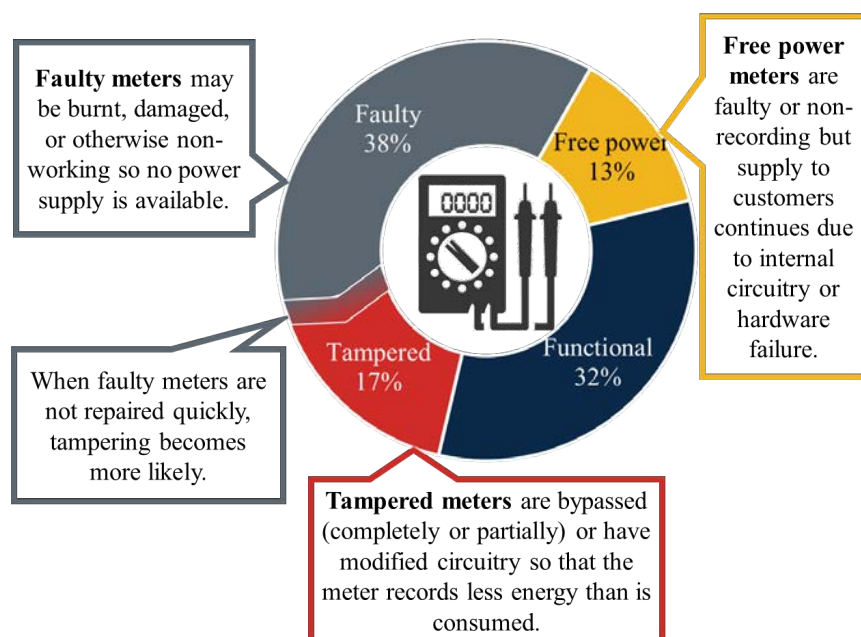 Faulty meters may
be burnt, damaged,
or otherwise non-
working so no power
supply is available.
Faulty
38%
Free power
13%
Free power
meters are
faulty or non-
recording but
supply to
customers
continues due
to internal
circuitry or
hardware
failure.
0000
Functional
32%
Tampered
17%
When faulty meters are
not repaired quickly,
tampering becomes
more likely.
Tampered meters are bypassed
(completely or partially) or have
modified circuitry so that the
meter records less energy than is
consumed.